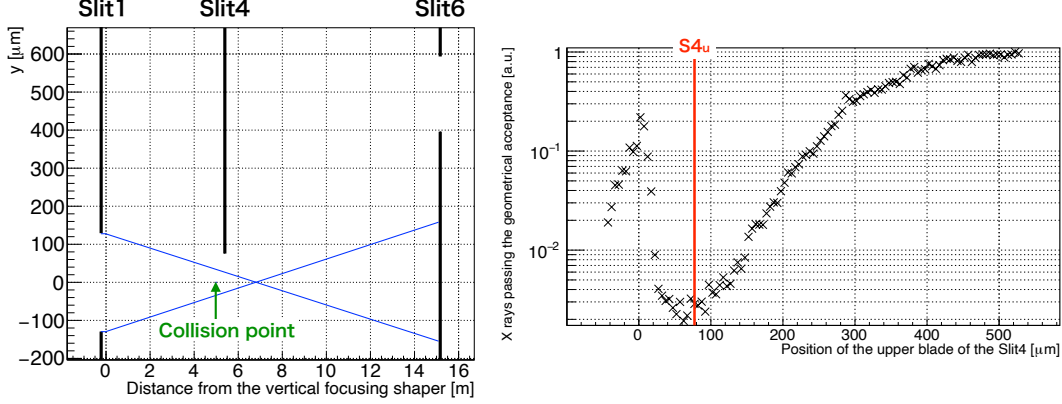 Slit1 Slit4 Slit6
y [μm]
600
500
400
300
200
100
0
−100
−200
0 2 4 6 8 10 12 14 16
Distance from the vertical focusing shaper [m]
Collision point
S4u
X rays passing the geometrical acceptance [a.u.]
1
10−1
10−2
0 100 200 300 400 500
Position of the upper blade of the Slit4 [μm]